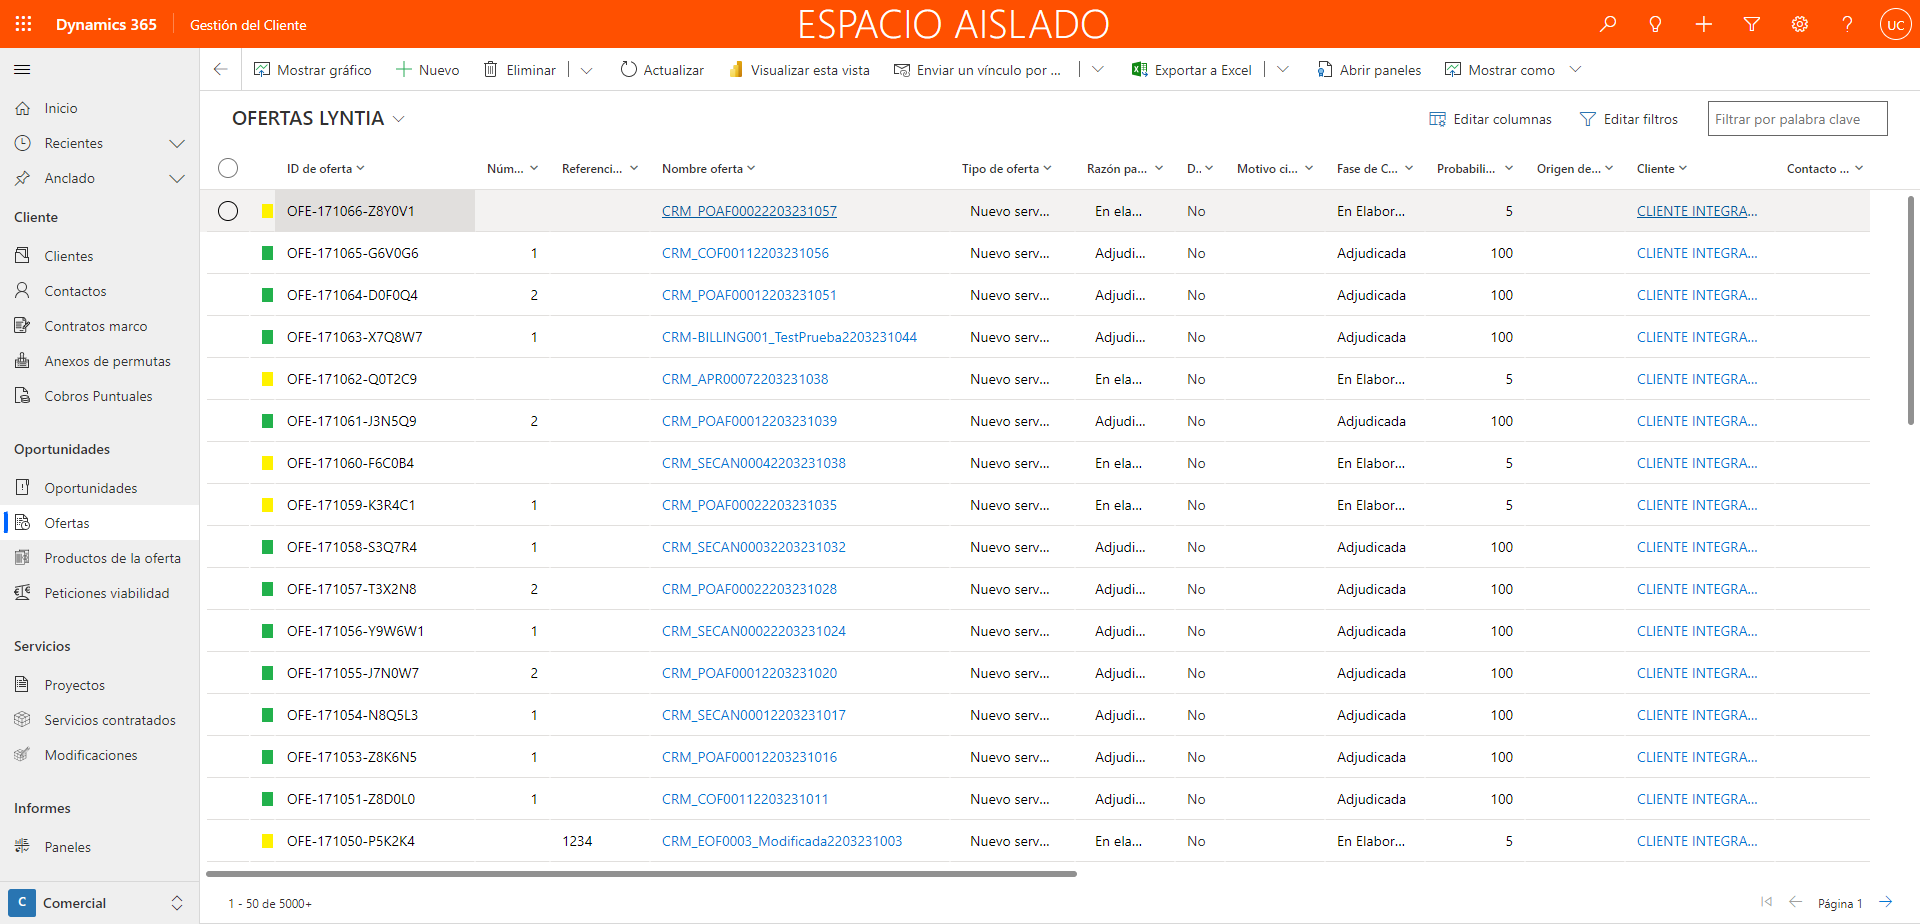 Dynamics 365
Gestión del Cliente
ESPACIO AISLADO
UC
Mostrar gráfico
Nuevo
Eliminar
Actualizar
Visualizar esta vista
Enviar un vínculo por ...
Exportar a Excel
Abrir paneles
Mostrar como
Inicio
Recientes
Anclado
Cliente
Clientes
Contactos
Contratos marco
Anexos de permutas
Cobros Puntuales
Oportunidades
Oportunidades
Ofertas
Productos de la oferta
Peticiones viabilidad
Servicios
Proyectos
Servicios contratados
Modificaciones
Informes
Paneles
C Comercial
OFERTAS LYNTIA
Editar columnas
Editar filtros
Filtrar por palabra clave
ID de oferta Núm... Referenci... Nombre oferta Tipo de oferta Razón pa... D.. Motivo ci... Fase de C... Probabili... Origen de... Cliente Contacto ...
OFE-171066-Z8Y0V1 CRM_POAF00022203231057 Nuevo serv... En ela... No En Elabor... 5 CLIENTE INTEGRA...
OFE-171065-G6V0G6 1 CRM_COF00112203231056 Nuevo serv... Adjudi... No Adjudicada 100 CLIENTE INTEGRA...
OFE-171064-D0F0Q4 2 CRM_POAF00012203231051 Nuevo serv... Adjudi... No Adjudicada 100 CLIENTE INTEGRA...
OFE-171063-X7Q8W7 1 CRM-BILLING001_TestPrueba2203231044 Nuevo serv... Adjudi... No Adjudicada 100 CLIENTE INTEGRA...
OFE-171062-Q0T2C9 CRM_APR00072203231038 Nuevo serv... En ela... No En Elabor... 5 CLIENTE INTEGRA...
OFE-171061-J3N5Q9 2 CRM_POAF00012203231039 Nuevo serv... Adjudi... No Adjudicada 100 CLIENTE INTEGRA...
OFE-171060-F6C0B4 CRM_SECAN00042203231038 Nuevo serv... En ela... No En Elabor... 5 CLIENTE INTEGRA...
OFE-171059-K3R4C1 1 CRM_POAF00022203231035 Nuevo serv... En ela... No En Elabor... 5 CLIENTE INTEGRA...
OFE-171058-S3Q7R4 1 CRM_SECAN00032203231032 Nuevo serv... Adjudi... No Adjudicada 100 CLIENTE INTEGRA...
OFE-171057-T3X2N8 2 CRM_POAF00022203231028 Nuevo serv... Adjudi... No Adjudicada 100 CLIENTE INTEGRA...
OFE-171056-Y9W6W1 1 CRM_SECAN00022203231024 Nuevo serv... Adjudi... No Adjudicada 100 CLIENTE INTEGRA...
OFE-171055-J7N0W7 2 CRM_POAF00012203231020 Nuevo serv... Adjudi... No Adjudicada 100 CLIENTE INTEGRA...
OFE-171054-N8Q5L3 1 CRM_SECAN00012203231017 Nuevo serv... Adjudi... No Adjudicada 100 CLIENTE INTEGRA...
OFE-171053-Z8K6N5 1 CRM_POAF00012203231016 Nuevo serv... Adjudi... No Adjudicada 100 CLIENTE INTEGRA...
OFE-171051-Z8D0L0 1 CRM_COF00112203231011 Nuevo serv... Adjudi... No Adjudicada 100 CLIENTE INTEGRA...
OFE-171050-P5K2K4 1234 CRM_EOF0003_Modificada2203231003 Nuevo serv... En ela... No En Elabor... 5 CLIENTE INTEGRA...
1 - 50 de 5000+
Página 1